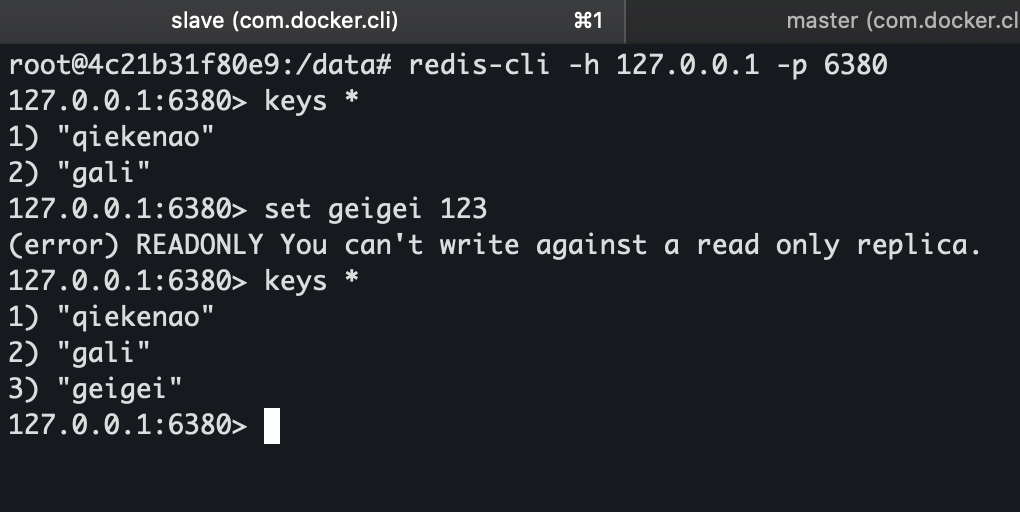 slave (com.docker.cli) ⌘1 master (com.docker.cl
root@4c21b31f80e9:/data# redis-cli -h 127.0.0.1 -p 6380
127.0.0.1:6380> keys *
1) "qiekenao"
2) "gali"
127.0.0.1:6380> set geigei 123
(error) READONLY You can't write against a read only replica.
127.0.0.1:6380> keys *
1) "qiekenao"
2) "gali"
3) "geigei"
127.0.0.1:6380>